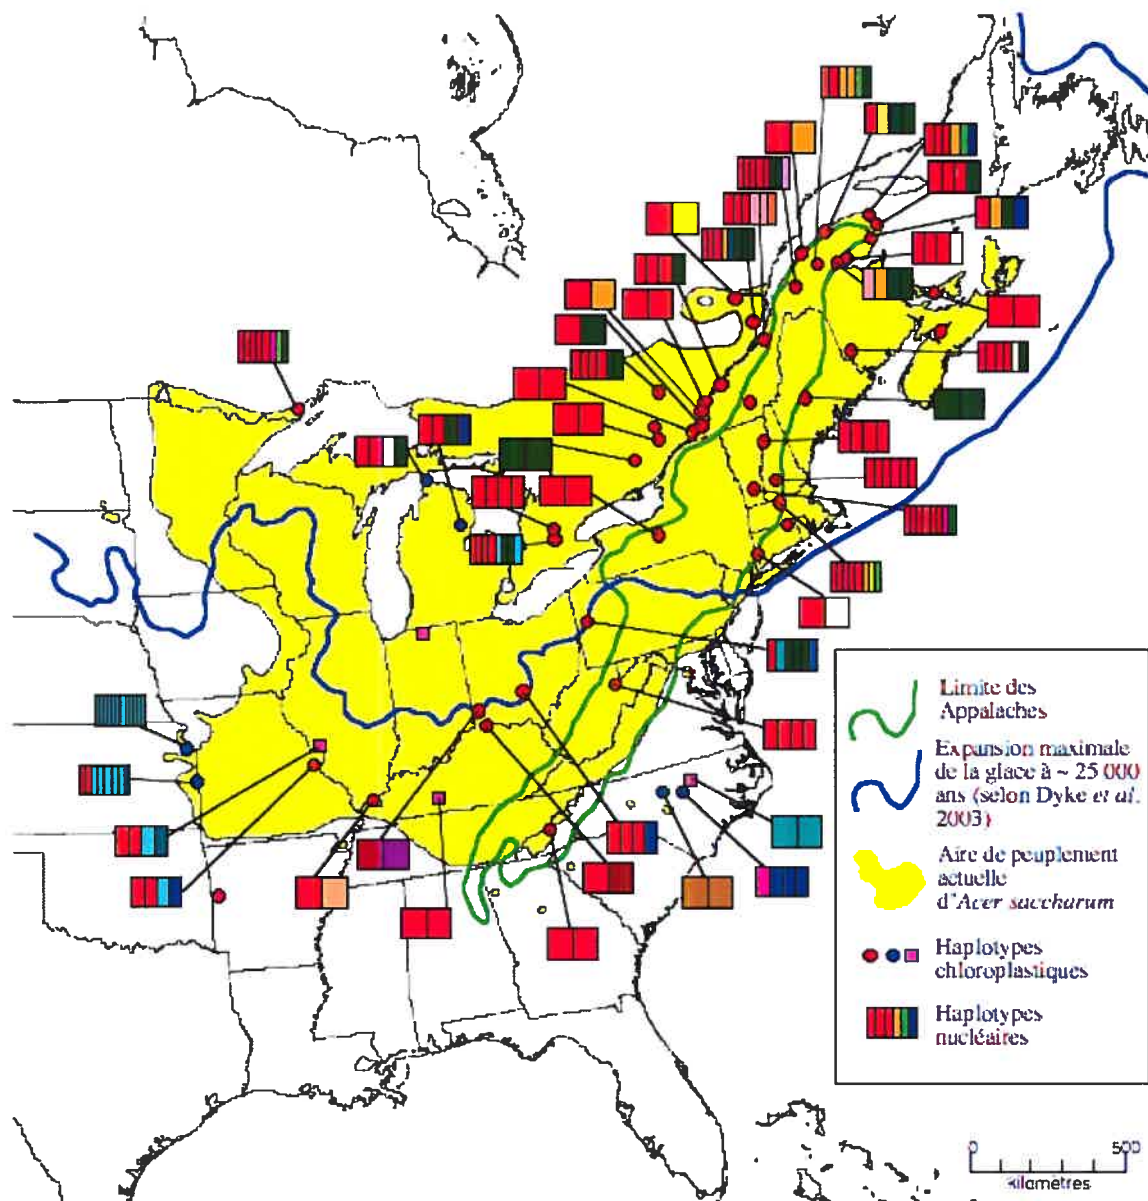 Limite des
Appalaches
Expansion maximale
de la glace à ~ 25 000
ans (selon Dyke et al.
2003)
Aire de peuplement
actuelle
d'Acer saccharum
Haplotypes
chloroplastiques
Haplotypes
nucléaires
0 500
kilomètres